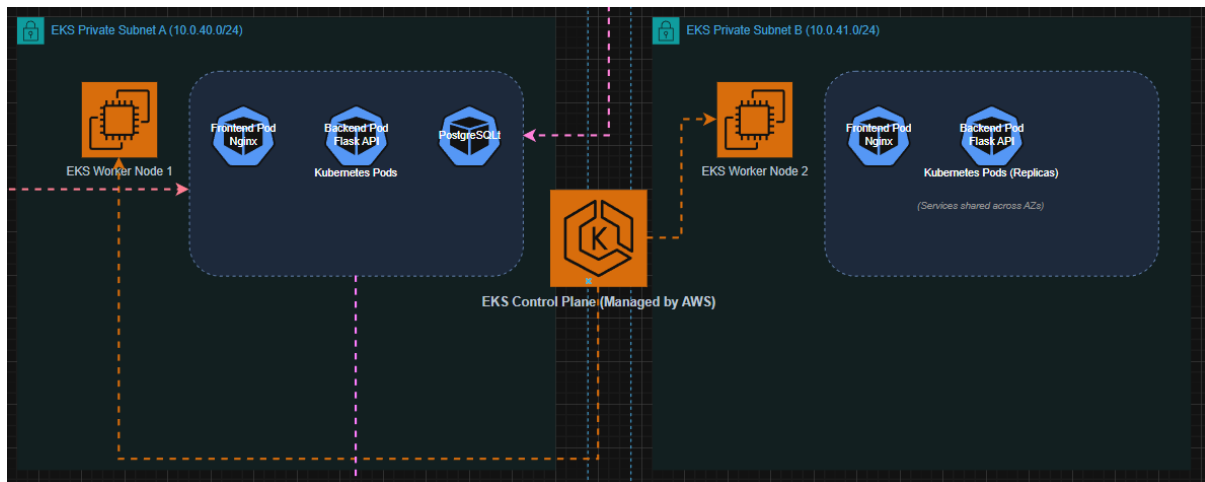 EKS Private Subnet A (10.0.40.0/24)
EKS Private Subnet B (10.0.41.0/24)
Frontend Pod
Nginx
Backend Pod
Flask API
PostgreSQLt
EKS Worker Node 1
Kubernetes Pods
Frontend Pod
Nginx
Backend Pod
Flask API
EKS Worker Node 2
Kubernetes Pods (Replicas)
(Services shared across AZs)
K
EKS Control Plane (Managed by AWS)